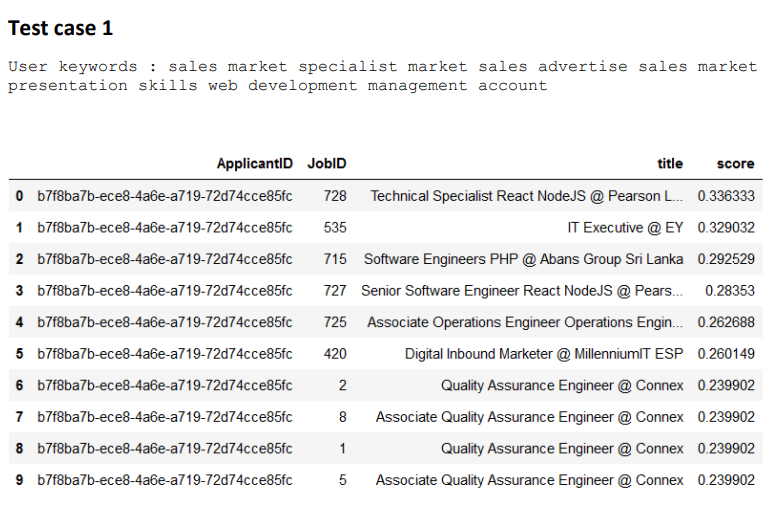 Test case 1
User keywords : sales market specialist market sales advertise sales market
presentation skills web development management account
ApplicantID JobID title score
0 b7f8ba7b-ece8-4a6e-a719-72d74cce85fc 728 Technical Specialist React NodeJS @ Pearson L... 0.336333
1 b7f8ba7b-ece8-4a6e-a719-72d74cce85fc 535 IT Executive @ EY 0.329032
2 b7f8ba7b-ece8-4a6e-a719-72d74cce85fc 715 Software Engineers PHP @ Abans Group Sri Lanka 0.292529
3 b7f8ba7b-ece8-4a6e-a719-72d74cce85fc 727 Senior Software Engineer React NodeJS @ Pears... 0.28353
4 b7f8ba7b-ece8-4a6e-a719-72d74cce85fc 725 Associate Operations Engineer Operations Engin... 0.262688
5 b7f8ba7b-ece8-4a6e-a719-72d74cce85fc 420 Digital Inbound Marketer @ MillenniumIT ESP 0.260149
6 b7f8ba7b-ece8-4a6e-a719-72d74cce85fc 2 Quality Assurance Engineer @ Connex 0.239902
7 b7f8ba7b-ece8-4a6e-a719-72d74cce85fc 8 Associate Quality Assurance Engineer @ Connex 0.239902
8 b7f8ba7b-ece8-4a6e-a719-72d74cce85fc 1 Quality Assurance Engineer @ Connex 0.239902
9 b7f8ba7b-ece8-4a6e-a719-72d74cce85fc 5 Associate Quality Assurance Engineer @ Connex 0.239902